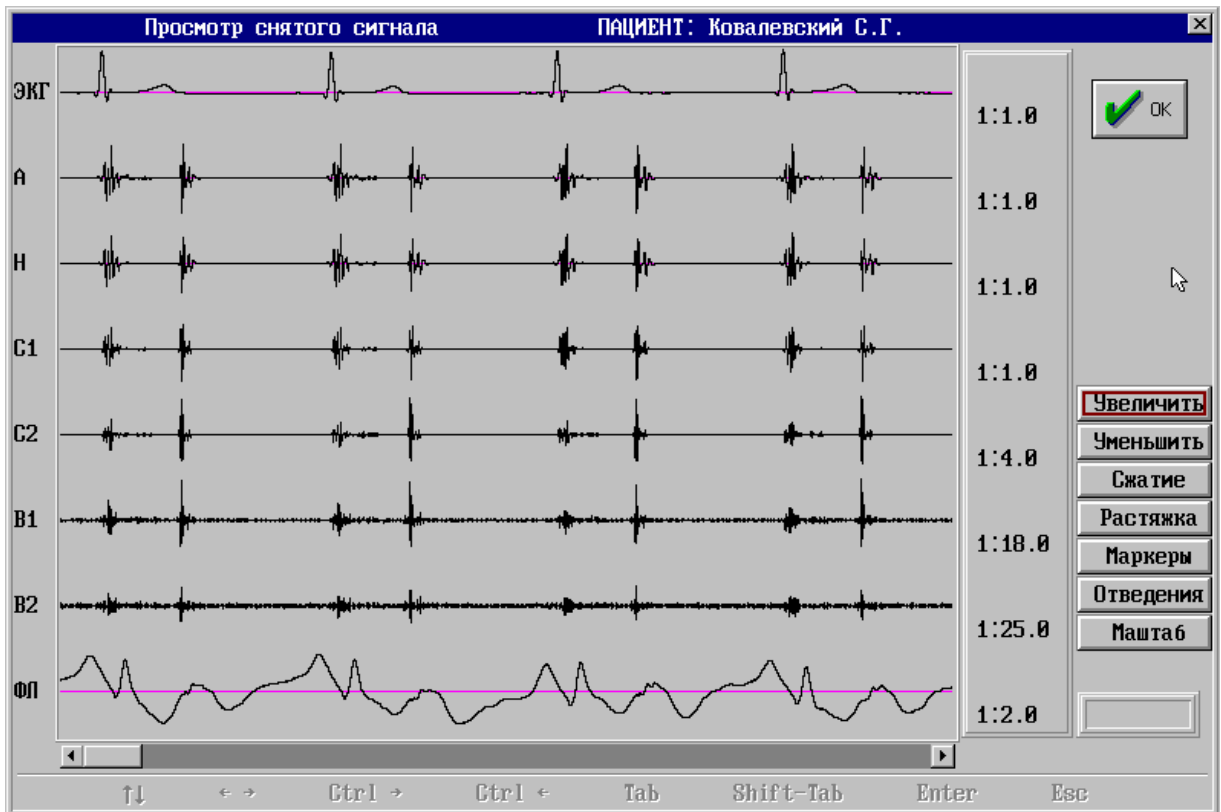 Просмотр снятого сигнала ПАЦИЕНТ: Ковалевский С.Г.
ЭКГ
1:1.0
OK
А
1:1.0
Н
1:1.0
С1
1:1.0
Увеличить
С2
Уменьшить
1:4.0
Сжатие
В1
Растяжка
1:18.0
Маркеры
Отведения
В2
1:25.0
Маштаб
ФЛ
1:2.0
↑↓ ← → Ctrl → Ctrl ← Tab Shift-Tab Enter Esc